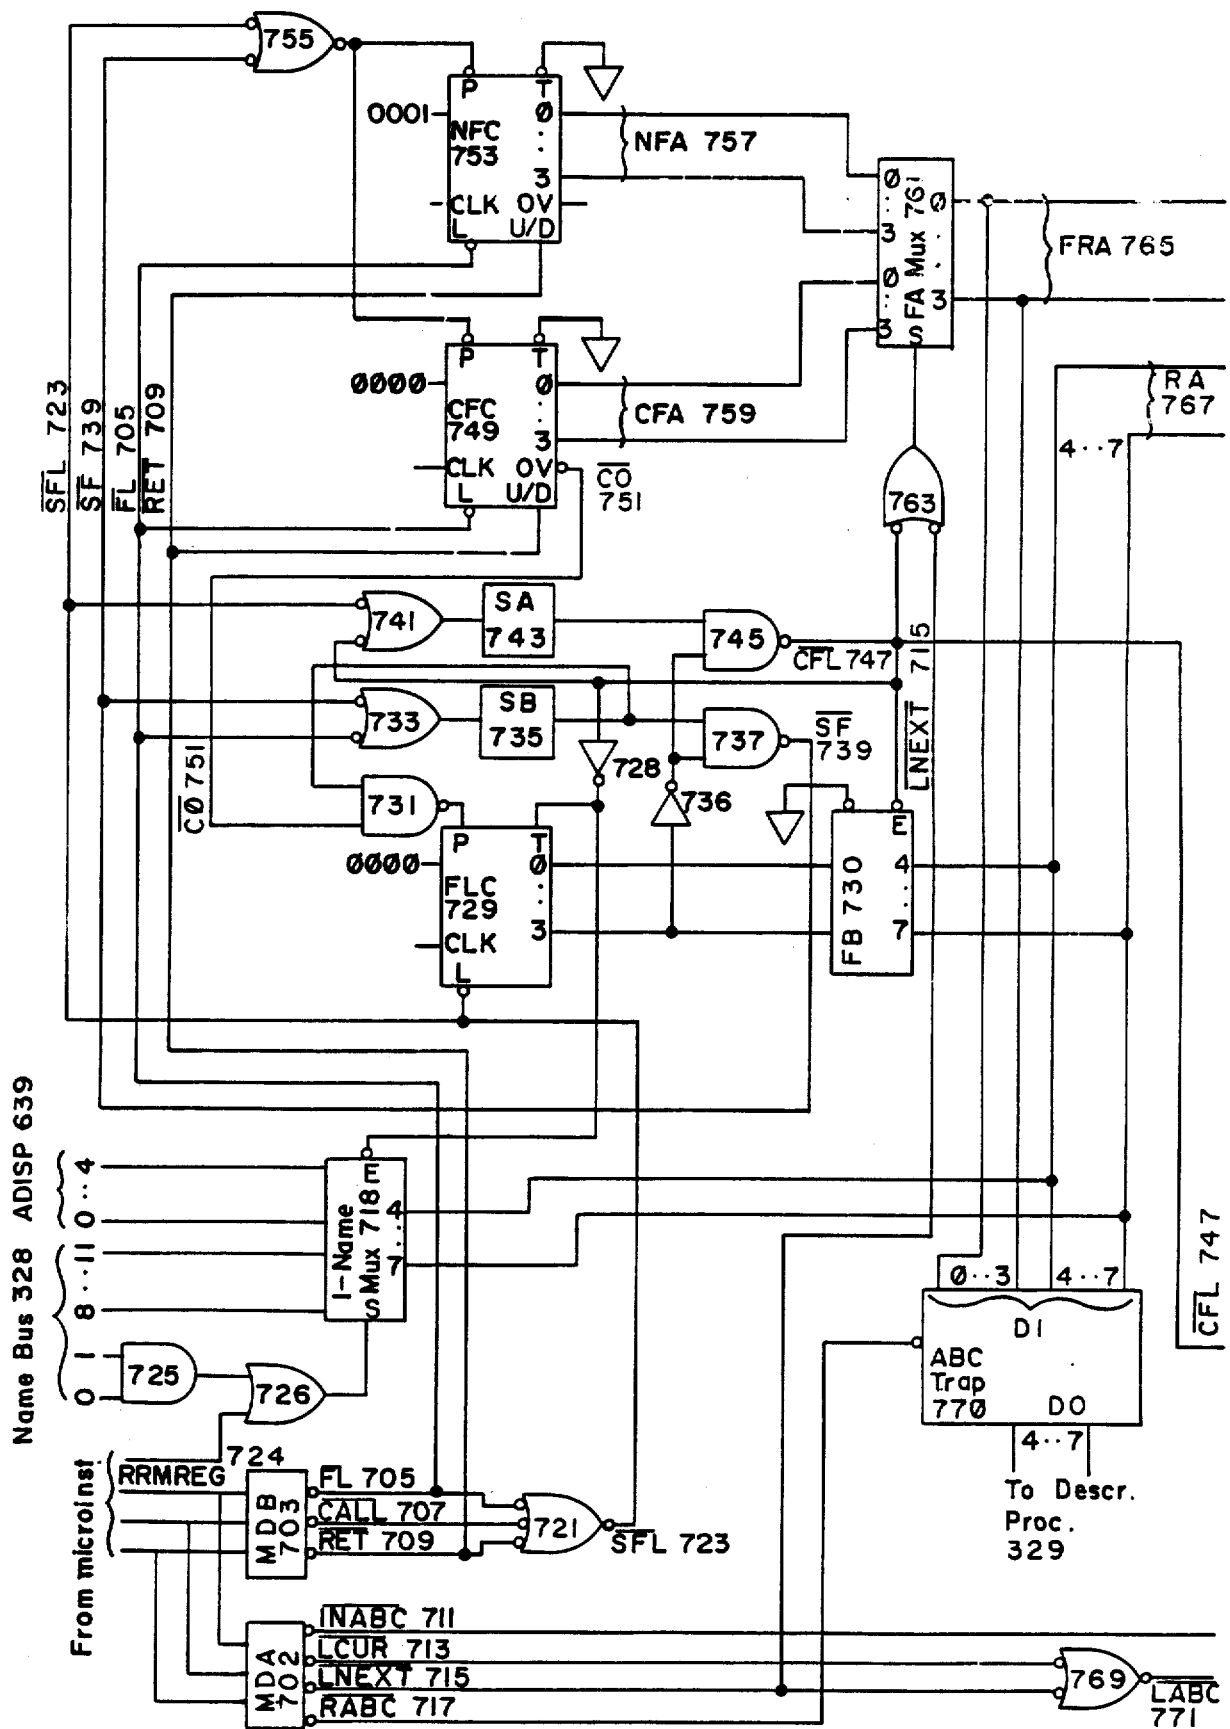 755
P T
0001
NFC
753
Ø
. . .
3
CLK OV
L U/D
NFA 757
Ø
. .
3
Ø
. .
3
S
SFA Mux 761
Ø
. . .
3
FRA 765
RA
767
4..7
P T
0000
CFC
749
Ø
. . .
3
CLK OV
L U/D
CFA 759
CO
751
763
SFL 723
SF 739
FL 705
RET 709
741
SA
743
745
CFL 747
LNEXT 715
733
SB
735
737
SF
739
728
736
CØ 751
731
P T
0000
FLC
729
Ø
. . .
3
CLK
L
FB 730
E
4
. . .
7
Name Bus 328 ADISP 639
0..4
8..11
1
0
I-Name
Mux 718
E
4
. . .
7
S
725
726
CFL 747
Ø..3 4..7
DI
ABC
Trap
77Ø
DO
4..7
To Descr.
Proc.
329
From microinst
724
RRMREG
MDB
703
FL 705
CALL 707
RET 709
721
SFL 723
MDA
702
INABC 711
LCUR 713
LNEXT 715
RABC 717
769
LABC
771